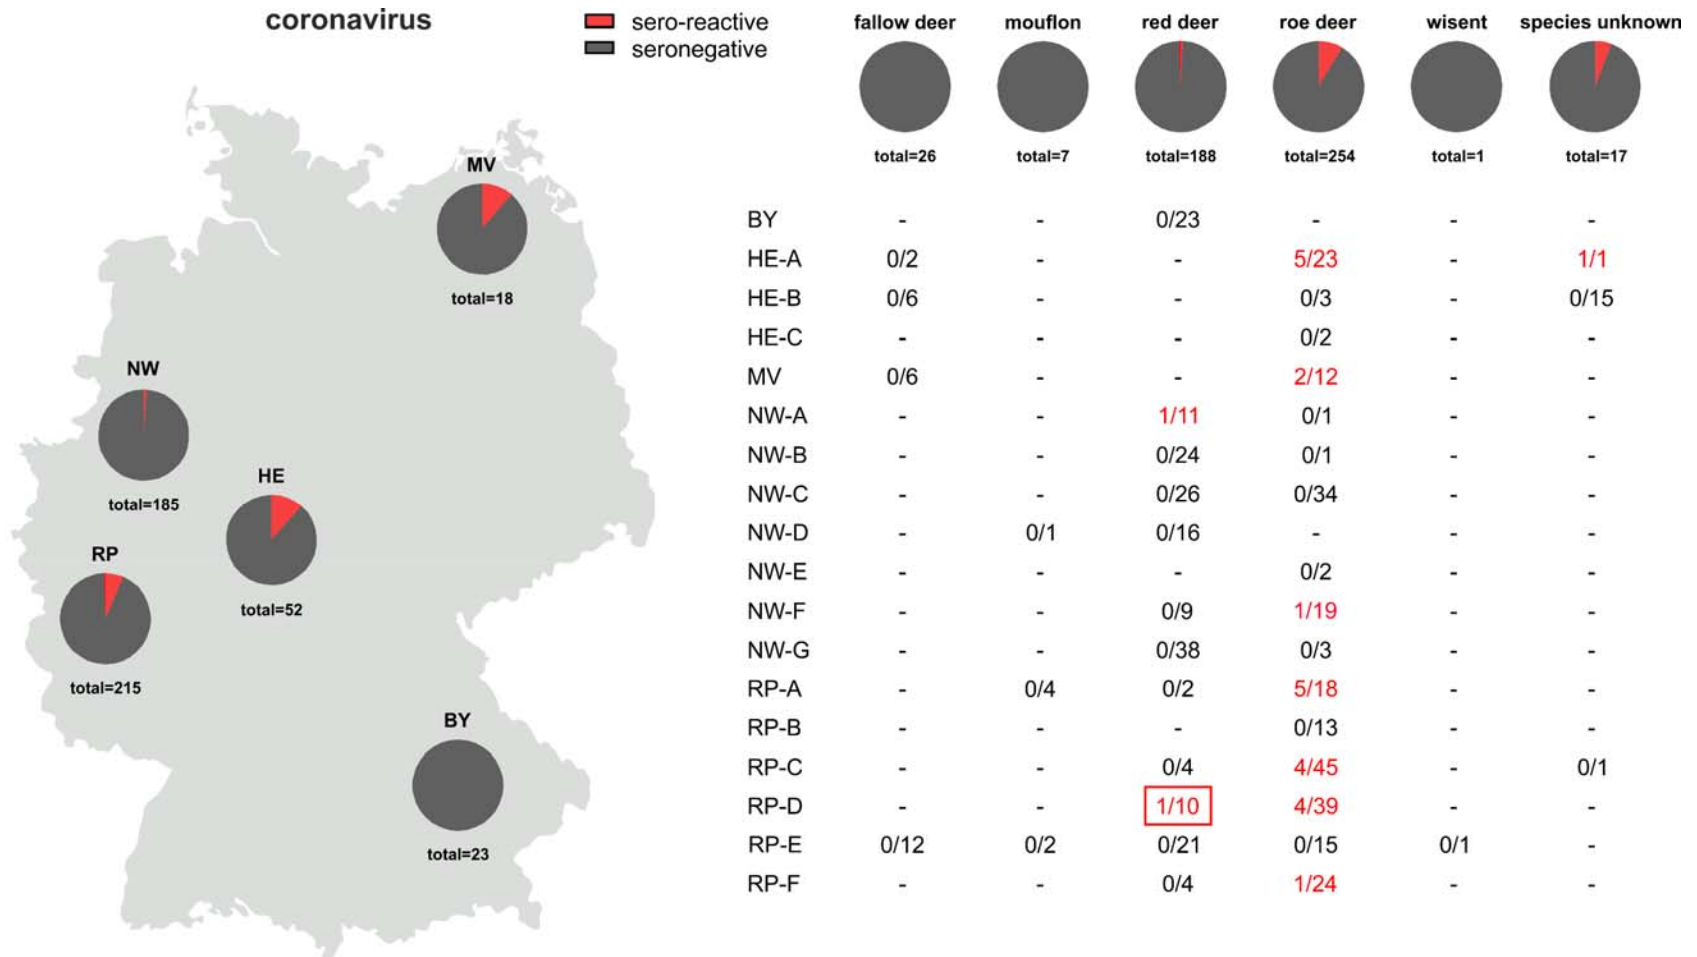 coronavirus
sero-reactive
seronegative
MV
total=18
NW
total=185
HE
total=52
RP
total=215
BY
total=23
fallow deer mouflon red deer roe deer wisent species unknown
total=26 total=7 total=188 total=254 total=1 total=17
BY - - 0/23 - - -
HE-A 0/2 - - 5/23 - 1/1
HE-B 0/6 - - 0/3 - 0/15
HE-C - - - 0/2 - -
MV 0/6 - - 2/12 - -
NW-A - - 1/11 0/1 - -
NW-B - - 0/24 0/1 - -
NW-C - - 0/26 0/34 - -
NW-D - 0/1 0/16 - - -
NW-E - - - 0/2 - -
NW-F - - 0/9 1/19 - -
NW-G - - 0/38 0/3 - -
RP-A - 0/4 0/2 5/18 - -
RP-B - - - 0/13 - -
RP-C - - 0/4 4/45 - 0/1
RP-D - - 1/10 4/39 - -
RP-E 0/12 0/2 0/21 0/15 0/1 -
RP-F - - 0/4 1/24 - -